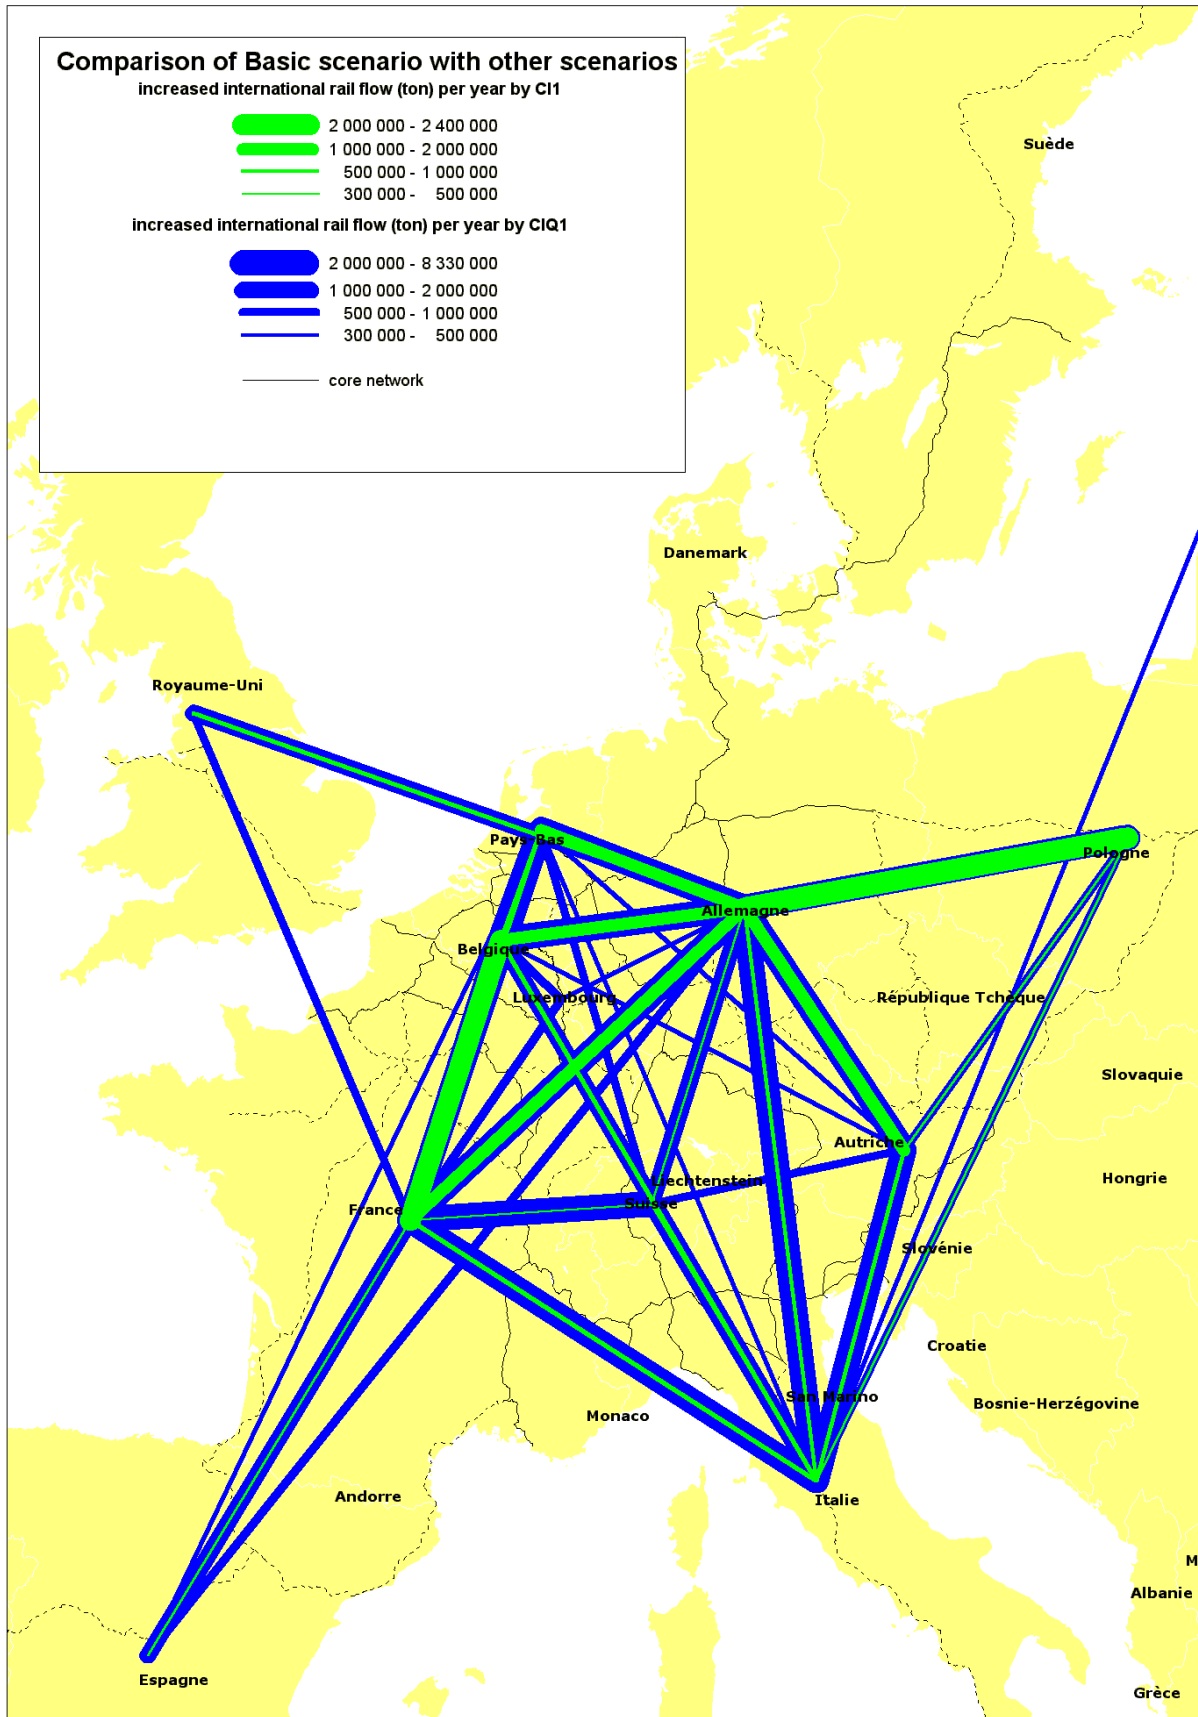 Comparison of Basic scenario with other scenarios
increased international rail flow (ton) per year by CI1
2 000 000 - 2 400 000
1 000 000 - 2 000 000
500 000 - 1 000 000
300 000 - 500 000
increased international rail flow (ton) per year by CIQ1
2 000 000 - 8 330 000
1 000 000 - 2 000 000
500 000 - 1 000 000
300 000 - 500 000
core network
Suède
Danemark
Royaume-Uni
Pays Bas
Pologne
Allemagne
Belgique
Luxembourg
République Tchèque
Slovaquie
Autriche
Hongrie
Liechtenstein
Suisse
France
Slovénie
Croatie
San Marino
Bosnie-Herzégovine
Monaco
Andorre
Italie
M
Albanie
Espagne
Grèce